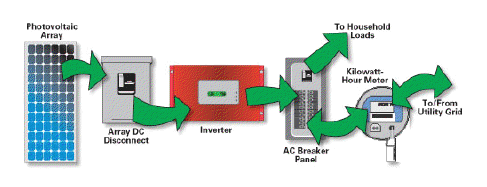 Photovoltaic
Array
Array DC
Disconnect
Inverter
To Household
Loads
AC Breaker
Panel
Kilowatt-
Hour Meter
To/From
Utility Grid